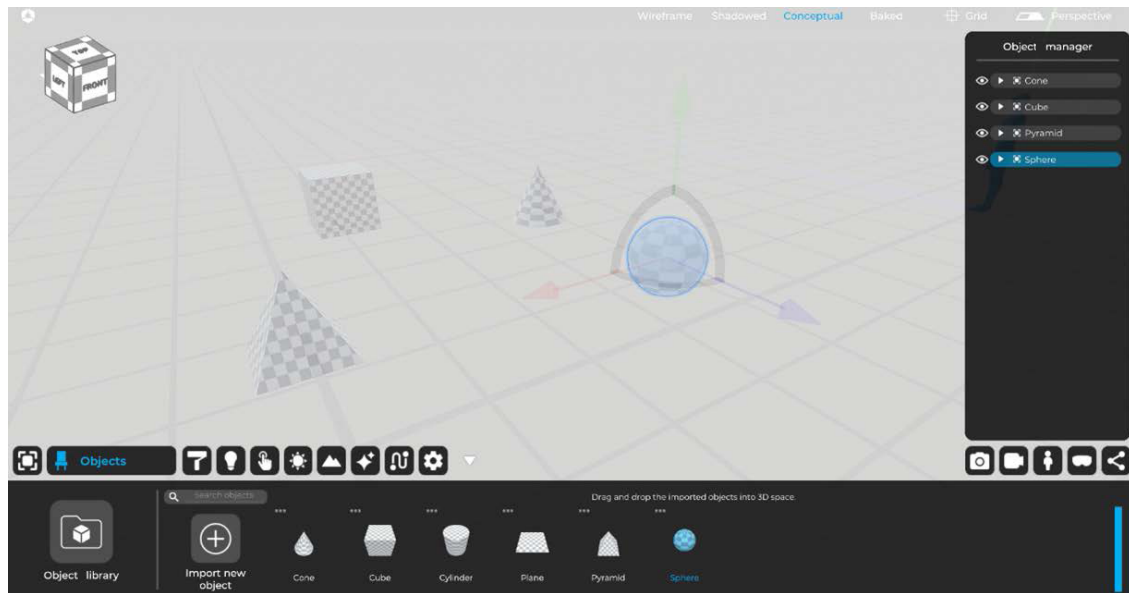 Wireframe Shadowed Conceptual Baked Grid Perspective
TOP
LEFT FRONT
Object manager
Cone
Cube
Pyramid
Sphere
Objects
Search objects
Drag and drop the imported objects into 3D space
Object library
Import new
object
Cone
Cube
Cylinder
Plane
Pyramid
Sphere